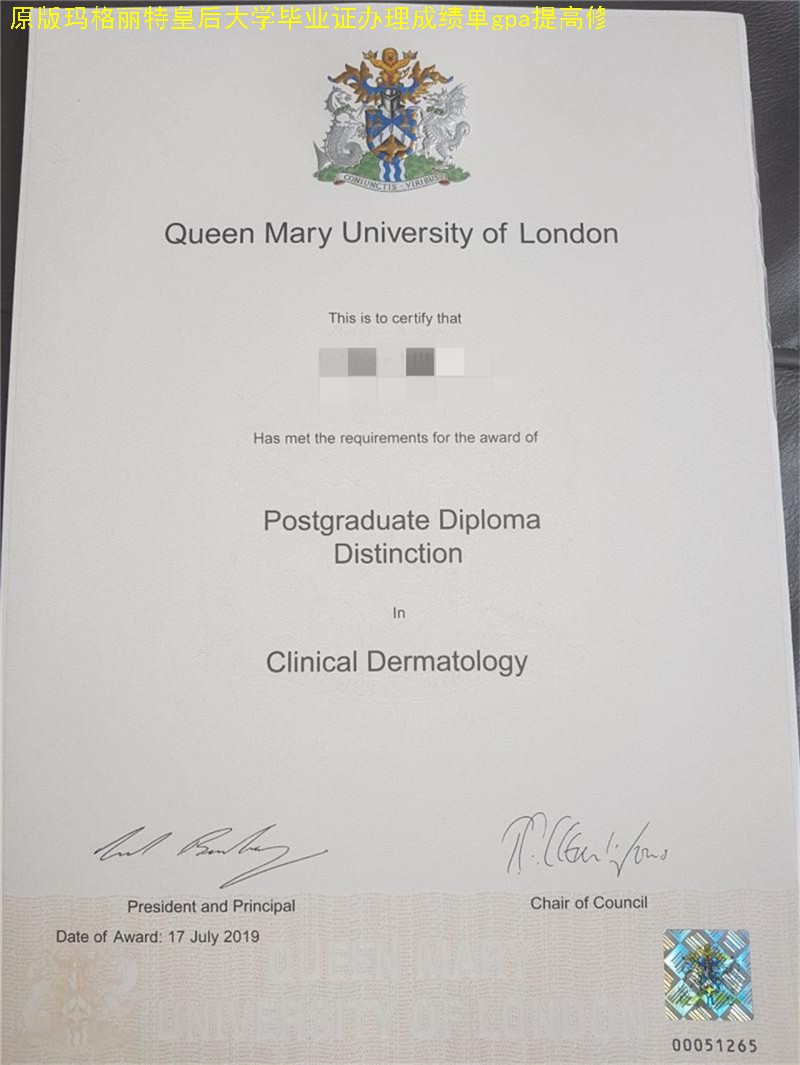 原版玛格丽特皇后大学毕业证办理成绩单gpa提高修
CONIUNCTIS · VIRIBUS
Queen Mary University of London
This is to certify that
Has met the requirements for the award of
Postgraduate Diploma
Distinction
In
Clinical Dermatology
President and Principal
Chair of Council
Date of Award: 17 July 2019
QUEEN MARY
UNIVERSITY OF LONDON
00051265